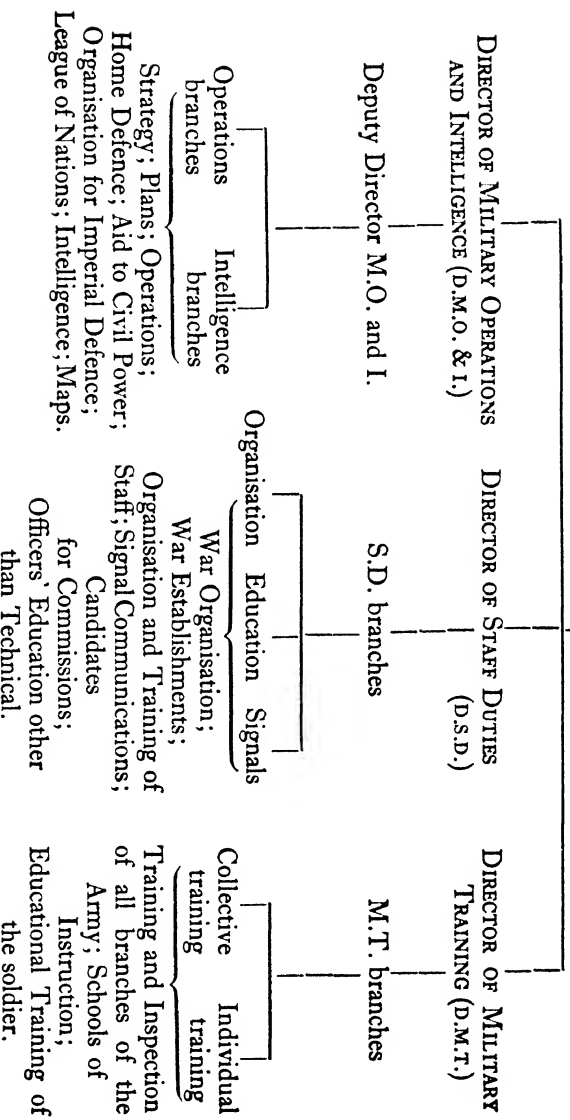 DIRECTOR OF MILITARY OPERATIONS
AND INTELLIGENCE (D.M.O. & I.)
Deputy Director M.O. and I.
Operations branches
Intelligence branches
Strategy; Plans; Operations;
Home Defence; Aid to Civil Power;
Organisation for Imperial Defence;
League of Nations; Intelligence; Maps.
DIRECTOR OF STAFF DUTIES
(D.S.D.)
S.D. branches
Organisation Education Signals
War Organisation;
War Establishments;
Organisation and Training of
Staff; Signal Communications;
Candidates
for Commissions;
Officers' Education other
than Technical.
DIRECTOR OF MILITARY
TRAINING (D.M.T.)
M.T. branches
Collective training
Individual training
Training and Inspection
of all branches of the
Army; Schools of
Instruction;
Educational Training of
the soldier.